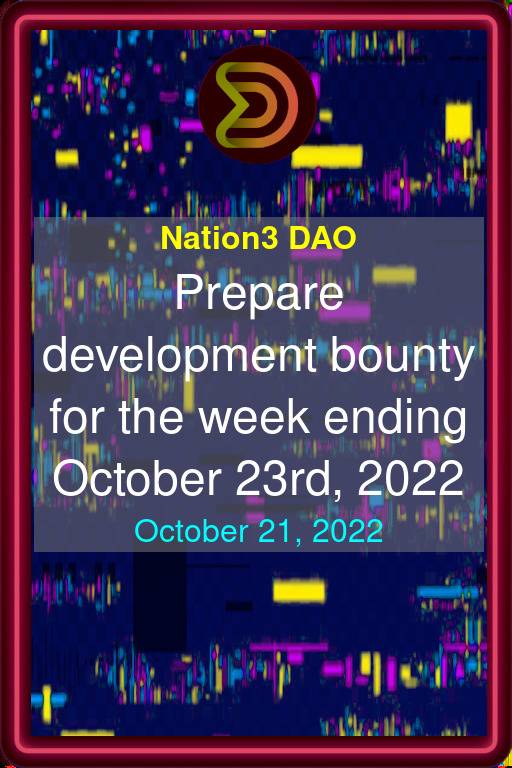 Nation3 DAO
Prepare
development bounty
for the week ending
October 23rd, 2022
October 21, 2022